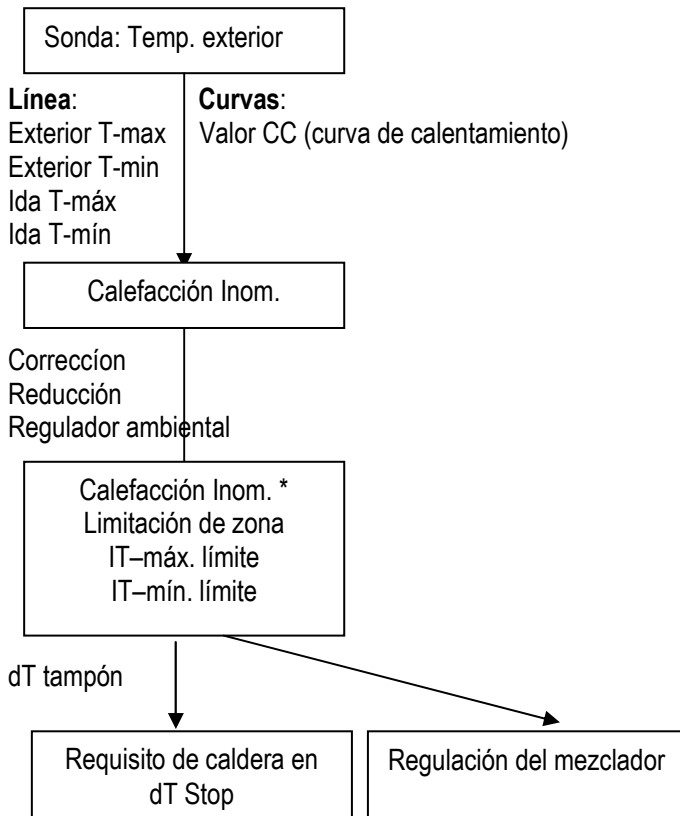 Sonda: Temp. exterior
Línea:
Exterior T-max
Exterior T-min
Ida T-máx
Ida T-mín
Curvas:
Valor CC (curva de calentamiento)
Calefacción Inom.
Correccíon
Reducción
Regulador ambiental
Calefacción Inom. *
Limitación de zona
IT–máx. límite
IT–mín. límite
dT tampón
Requisito de caldera en
dT Stop
Regulación del mezclador